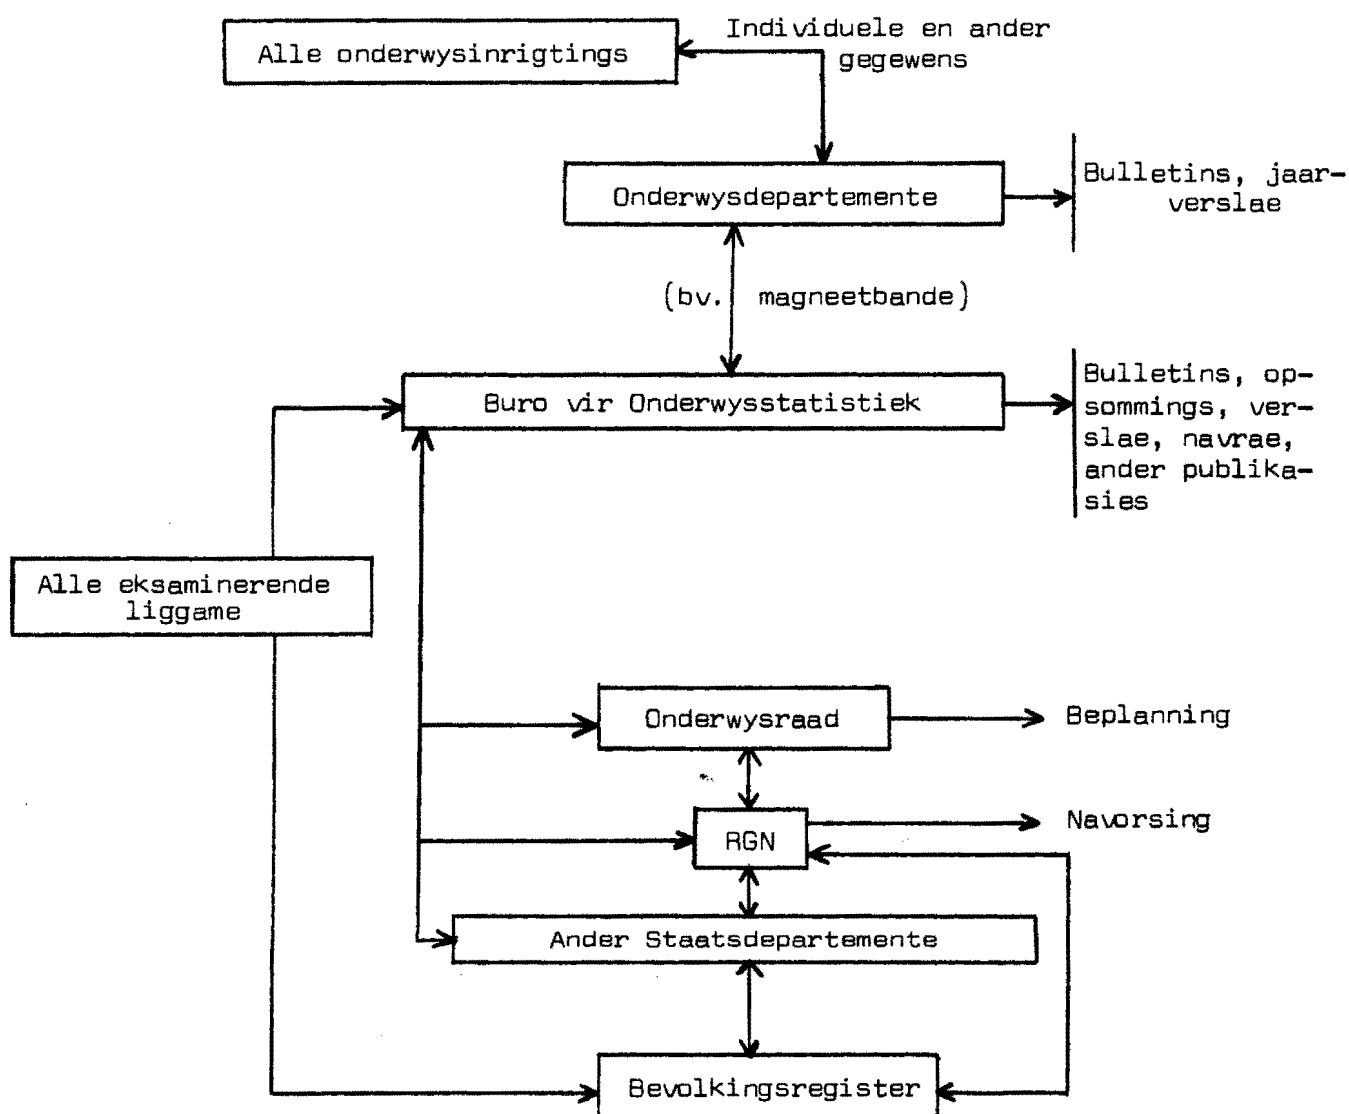 Individuele en ander
gegewens
Alle onderwysinrigtings
Onderwysdepartemente
Bulletins, jaar-
verslae
(bv. magneetbande)
Buro vir Onderwysstatistiek
Bulletins, op-
sommings, ver-
slae, navrae,
ander publika-
sies
Alle eksaminerende
liggame
Onderwysraad
Beplanning
RGN
Navorsing
Ander Staatsdepartemente
Bevolkingsregister